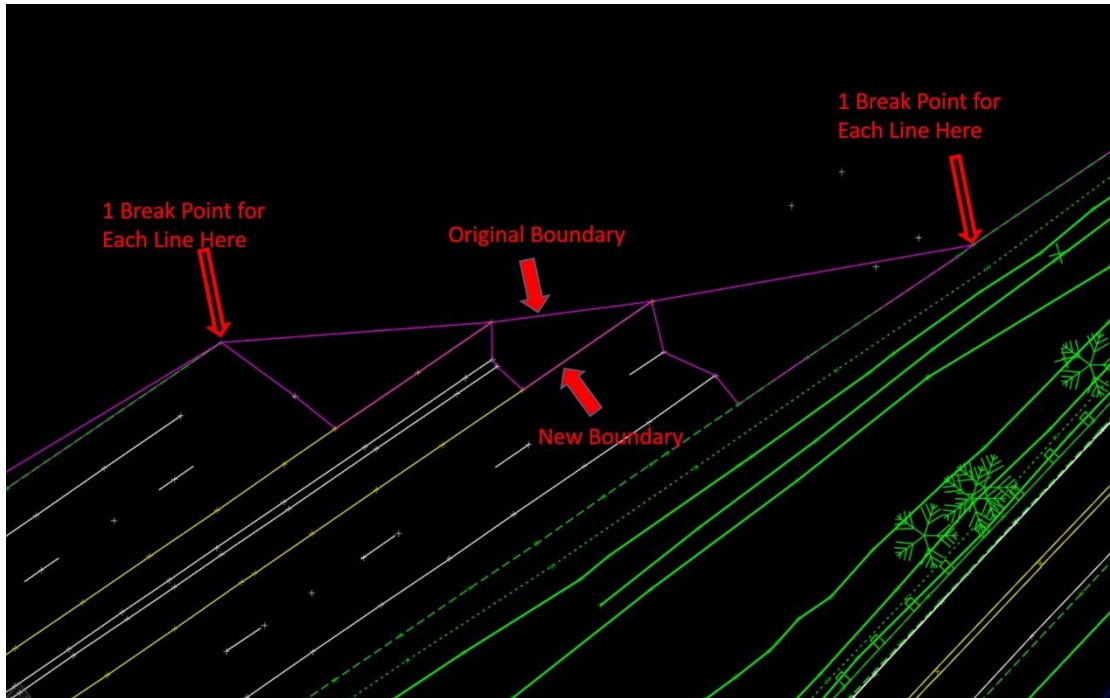 1 Break Point for
Each Line Here
1 Break Point for
Each Line Here
Original Boundary
New Boundary